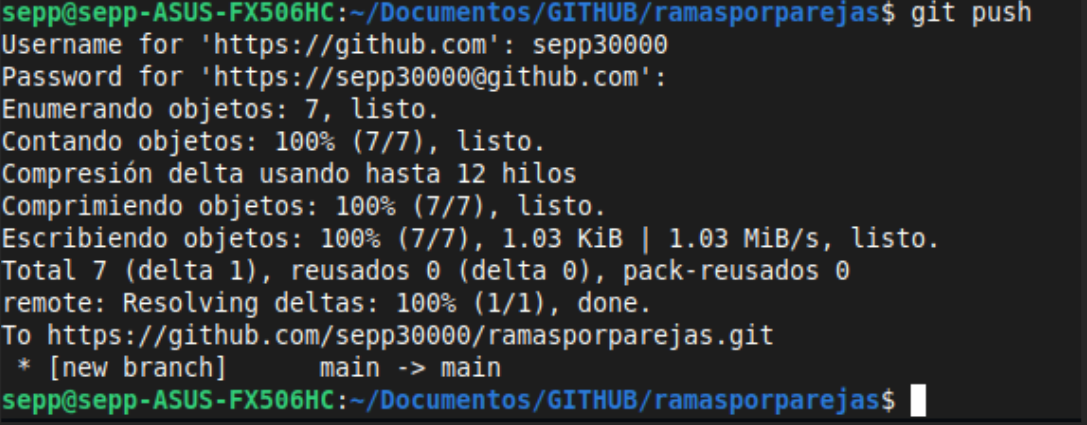 sepp@sepp-ASUS-FX506HC:~/Documentos/GITHUB/ramasporparejas$ git push
Username for 'https://github.com': sepp30000
Password for 'https://sepp30000@github.com':
Enumerando objetos: 7, listo.
Contando objetos: 100% (7/7), listo.
Compresión delta usando hasta 12 hilos
Comprimiendo objetos: 100% (7/7), listo.
Escribiendo objetos: 100% (7/7), 1.03 KiB | 1.03 MiB/s, listo.
Total 7 (delta 1), reusados 0 (delta 0), pack-reusados 0
remote: Resolving deltas: 100% (1/1), done.
To https://github.com/sepp30000/ramasporparejas.git
 * [new branch]      main -> main
sepp@sepp-ASUS-FX506HC:~/Documentos/GITHUB/ramasporparejas$